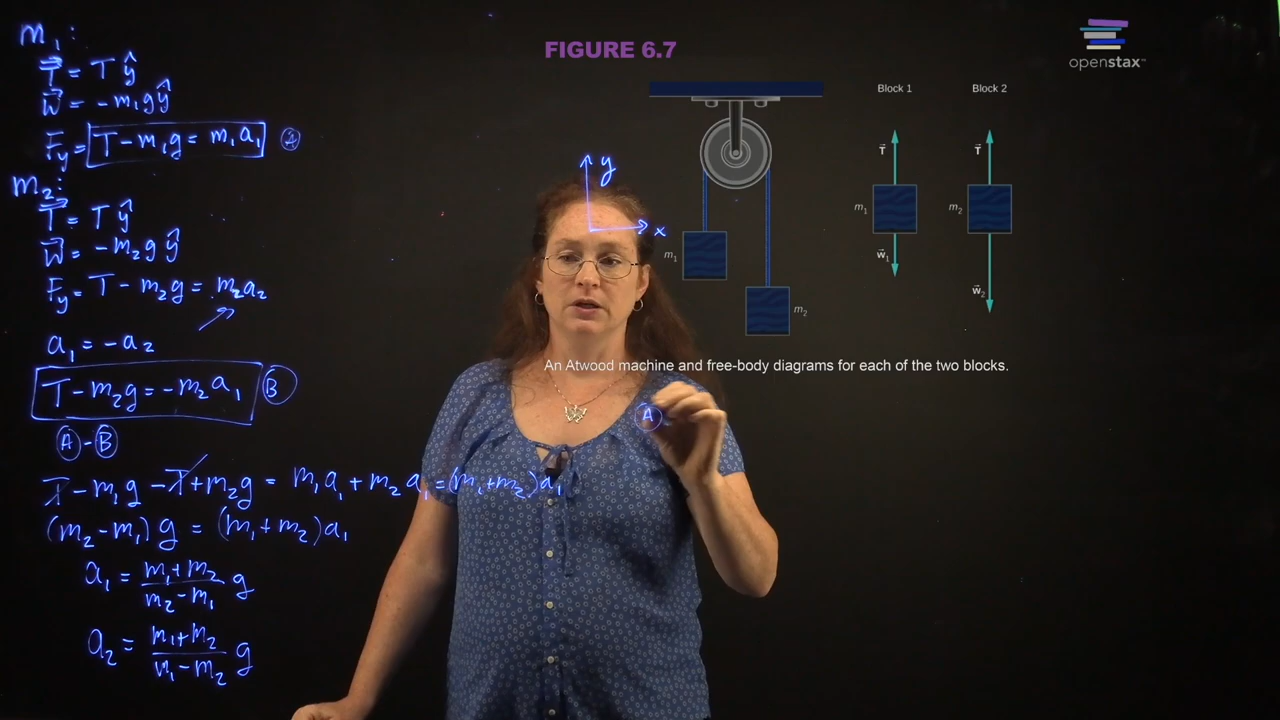 m₁:
T⃗ = T ŷ
W⃗ = -m₁g ŷ
F_y = T - m₁g = m₁a₁ Ⓐ
m₂:
T⃗ = T ŷ
W⃗ = -m₂g ŷ
F_y = T - m₂g = m₂a₂
a₁ = -a₂
T - m₂g = -m₂a₁ Ⓑ
Ⓐ - Ⓑ
T - m₁g - T + m₂g = m₁a₁ + m₂a₁ = (m₁+m₂)a₁
(m₂-m₁)g = (m₁+m₂)a₁
a₁ = (m₁+m₂)/(m₂-m₁) g
a₂ = (m₁+m₂)/(m₁-m₂) g
FIGURE 6.7
openstax™
y
x
m₁
m₂
Block 1
T⃗
m₁
w⃗₁
Block 2
T⃗
m₂
w⃗₂
An Atwood machine and free-body diagrams for each of the two blocks.
Ⓐ